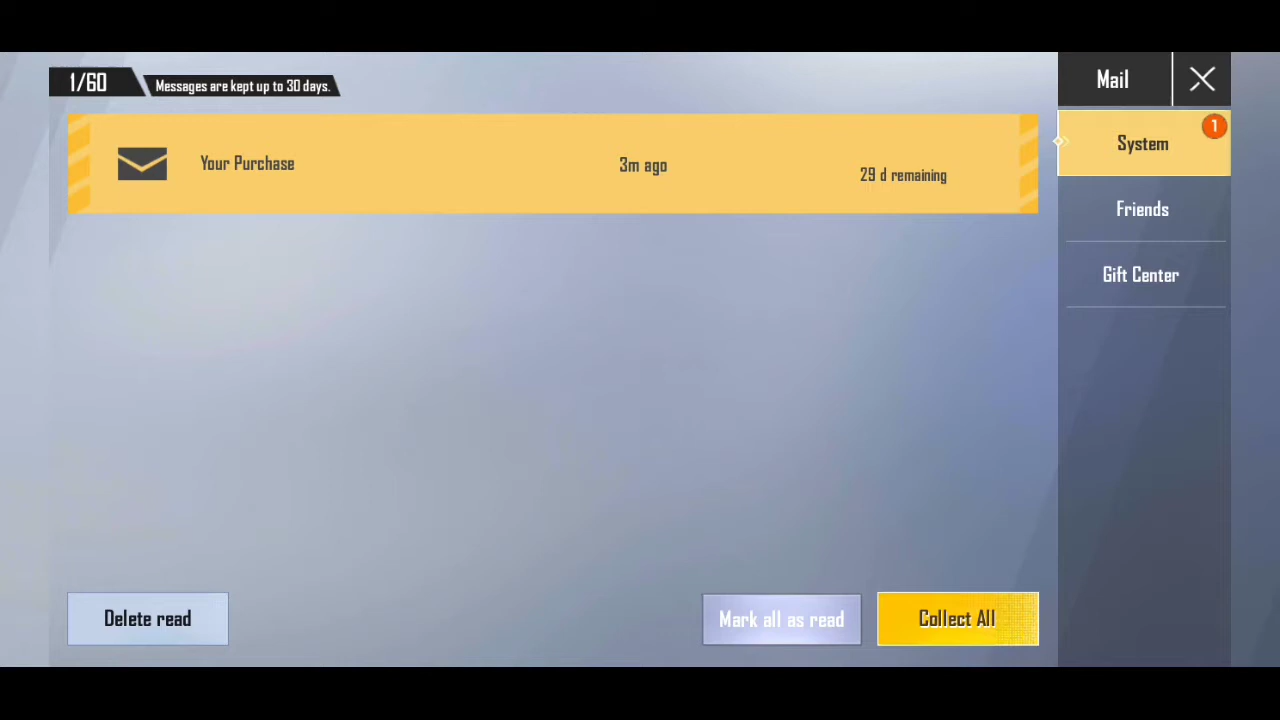 1/60
Messages are kept up to 30 days.
Mail
System
1
Your Purchase
3m ago
29 d remaining
Friends
Gift Center
Delete read
Mark all as read
Collect All